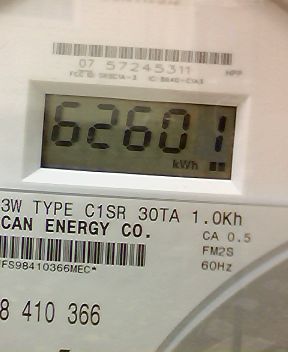 07 57245311 HPP
62601
kWh
3W TYPE C1SR 30TA 1.0Kh
CAN ENERGY CO.
CA 0.5
FM2S
FS98410366MEC*
60Hz
8 410 366